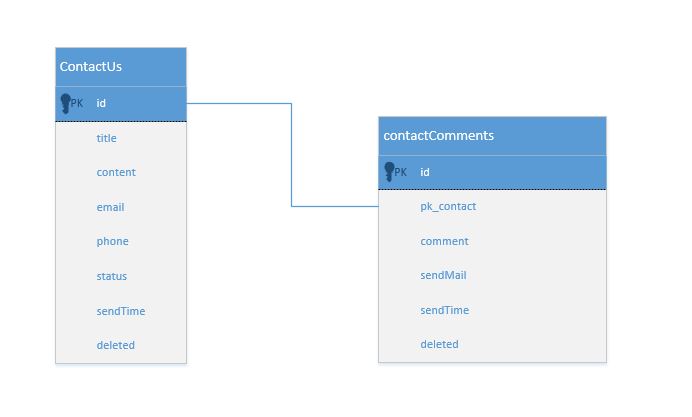 ContactUs
PK id
title
content
email
phone
status
sendTime
deleted
contactComments
PK id
pk_contact
comment
sendMail
sendTime
deleted